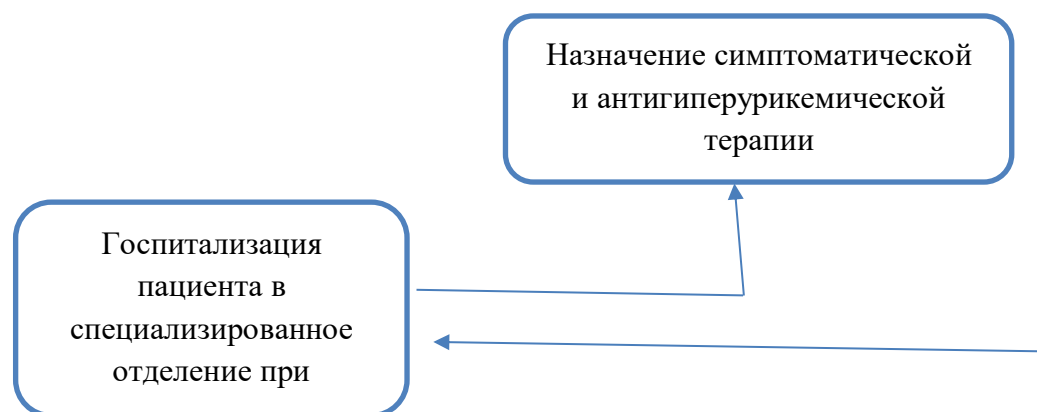 Назначение симптоматической
и антигиперурикемической
терапии
Госпитализация
пациента в
специализированное
отделение при